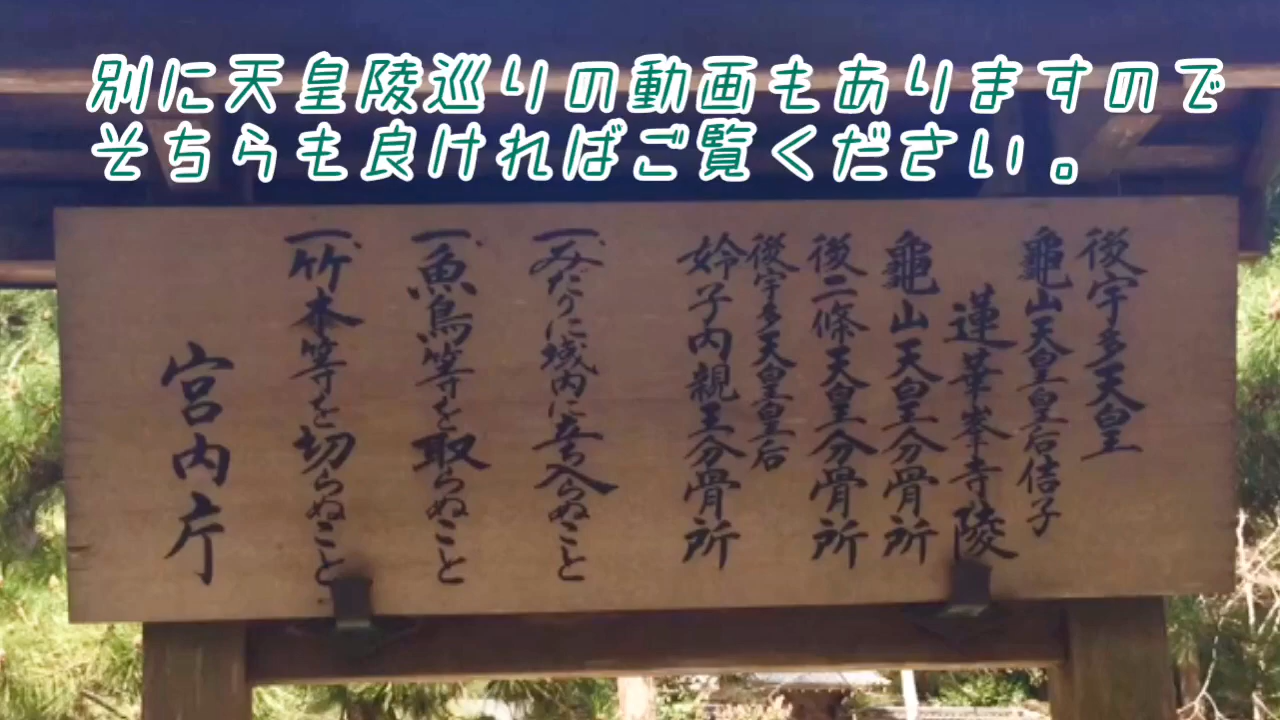 別に天皇陵巡りの動画もありますので
そちらも良ければご覧ください。
後宇多天皇
龜山天皇皇后佶子
蓮華峯寺陵
龜山天皇分骨所
後二條天皇分骨所
後宇多天皇皇后
姈子内親王分骨所
一、みだりに域内に立ち入らぬこと
一、魚鳥等を取らぬこと
一、竹木等を切らぬこと
宮内庁